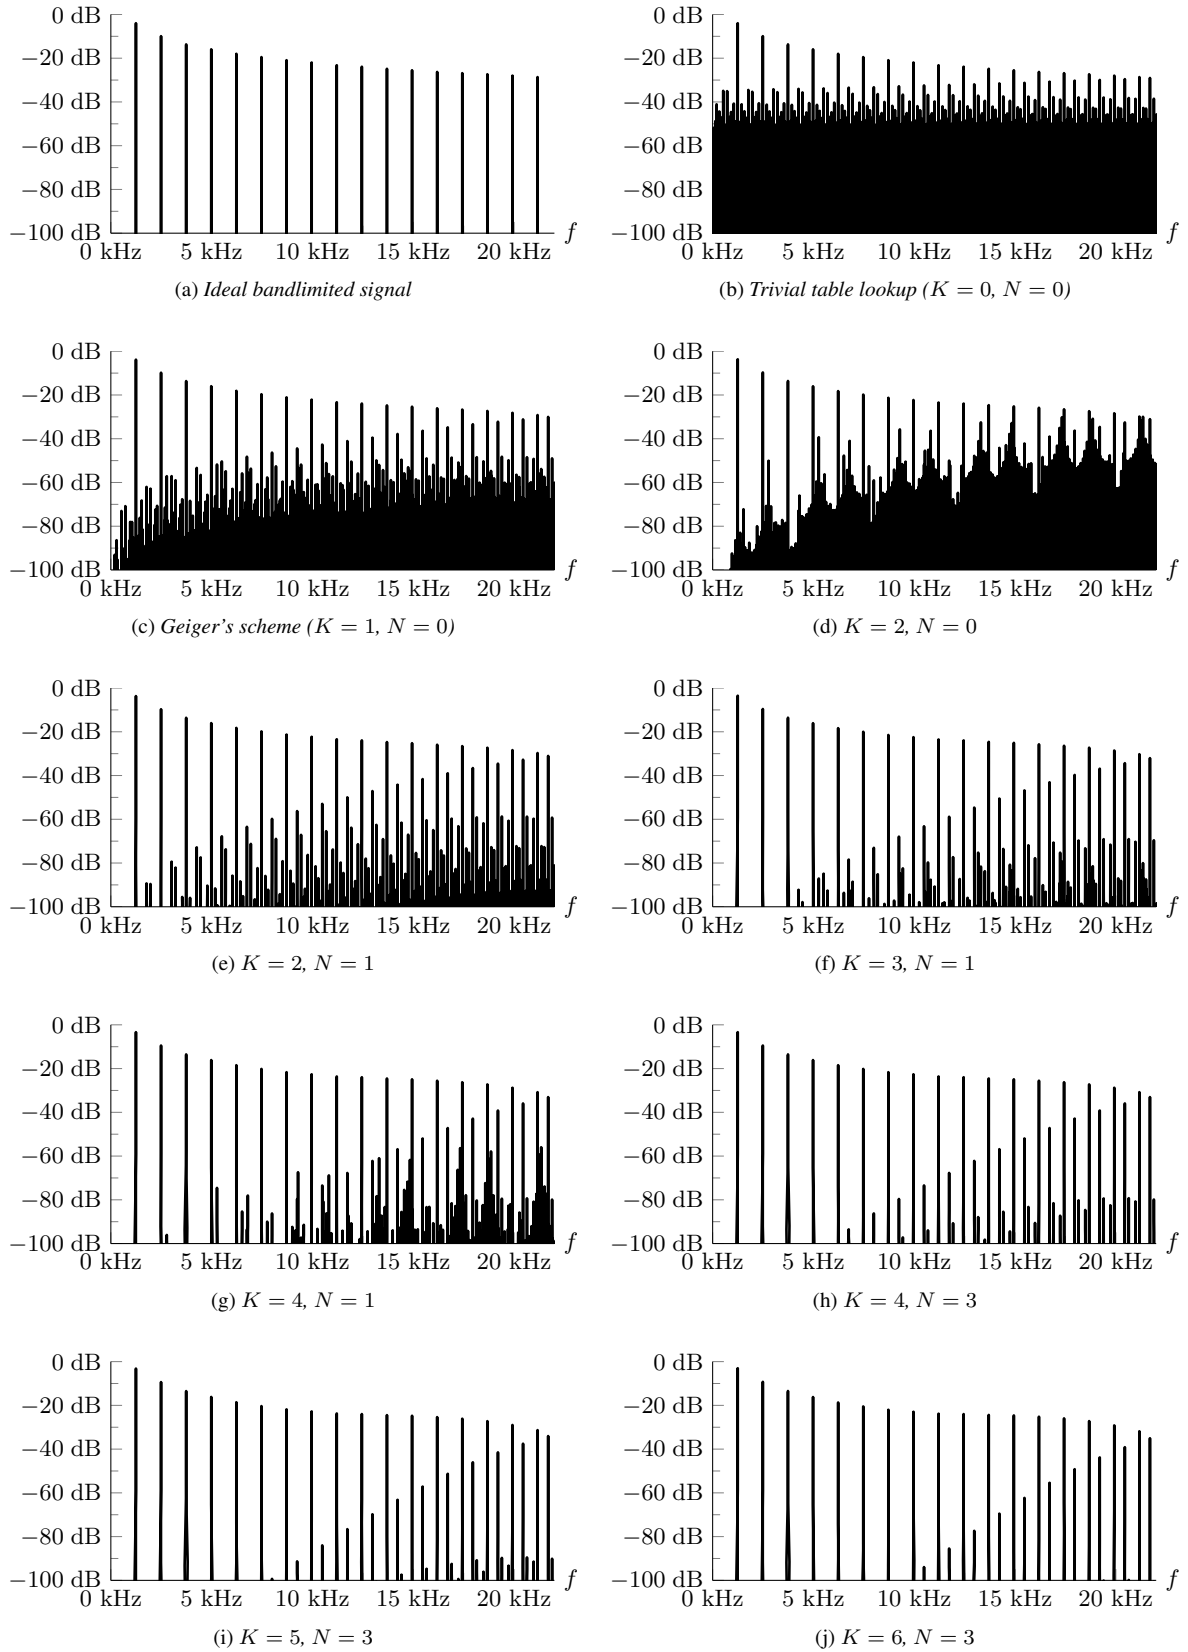 0 dB
−20 dB
−40 dB
−60 dB
−80 dB
−100 dB
0 kHz 5 kHz 10 kHz 15 kHz 20 kHz f
(a) Ideal bandlimited signal
0 dB
−20 dB
−40 dB
−60 dB
−80 dB
−100 dB
0 kHz 5 kHz 10 kHz 15 kHz 20 kHz f
(b) Trivial table lookup (K = 0, N = 0)
0 dB
−20 dB
−40 dB
−60 dB
−80 dB
−100 dB
0 kHz 5 kHz 10 kHz 15 kHz 20 kHz f
(c) Geiger's scheme (K = 1, N = 0)
0 dB
−20 dB
−40 dB
−60 dB
−80 dB
−100 dB
0 kHz 5 kHz 10 kHz 15 kHz 20 kHz f
(d) K = 2, N = 0
0 dB
−20 dB
−40 dB
−60 dB
−80 dB
−100 dB
0 kHz 5 kHz 10 kHz 15 kHz 20 kHz f
(e) K = 2, N = 1
0 dB
−20 dB
−40 dB
−60 dB
−80 dB
−100 dB
0 kHz 5 kHz 10 kHz 15 kHz 20 kHz f
(f) K = 3, N = 1
0 dB
−20 dB
−40 dB
−60 dB
−80 dB
−100 dB
0 kHz 5 kHz 10 kHz 15 kHz 20 kHz f
(g) K = 4, N = 1
0 dB
−20 dB
−40 dB
−60 dB
−80 dB
−100 dB
0 kHz 5 kHz 10 kHz 15 kHz 20 kHz f
(h) K = 4, N = 3
0 dB
−20 dB
−40 dB
−60 dB
−80 dB
−100 dB
0 kHz 5 kHz 10 kHz 15 kHz 20 kHz f
(i) K = 5, N = 3
0 dB
−20 dB
−40 dB
−60 dB
−80 dB
−100 dB
0 kHz 5 kHz 10 kHz 15 kHz 20 kHz f
(j) K = 6, N = 3